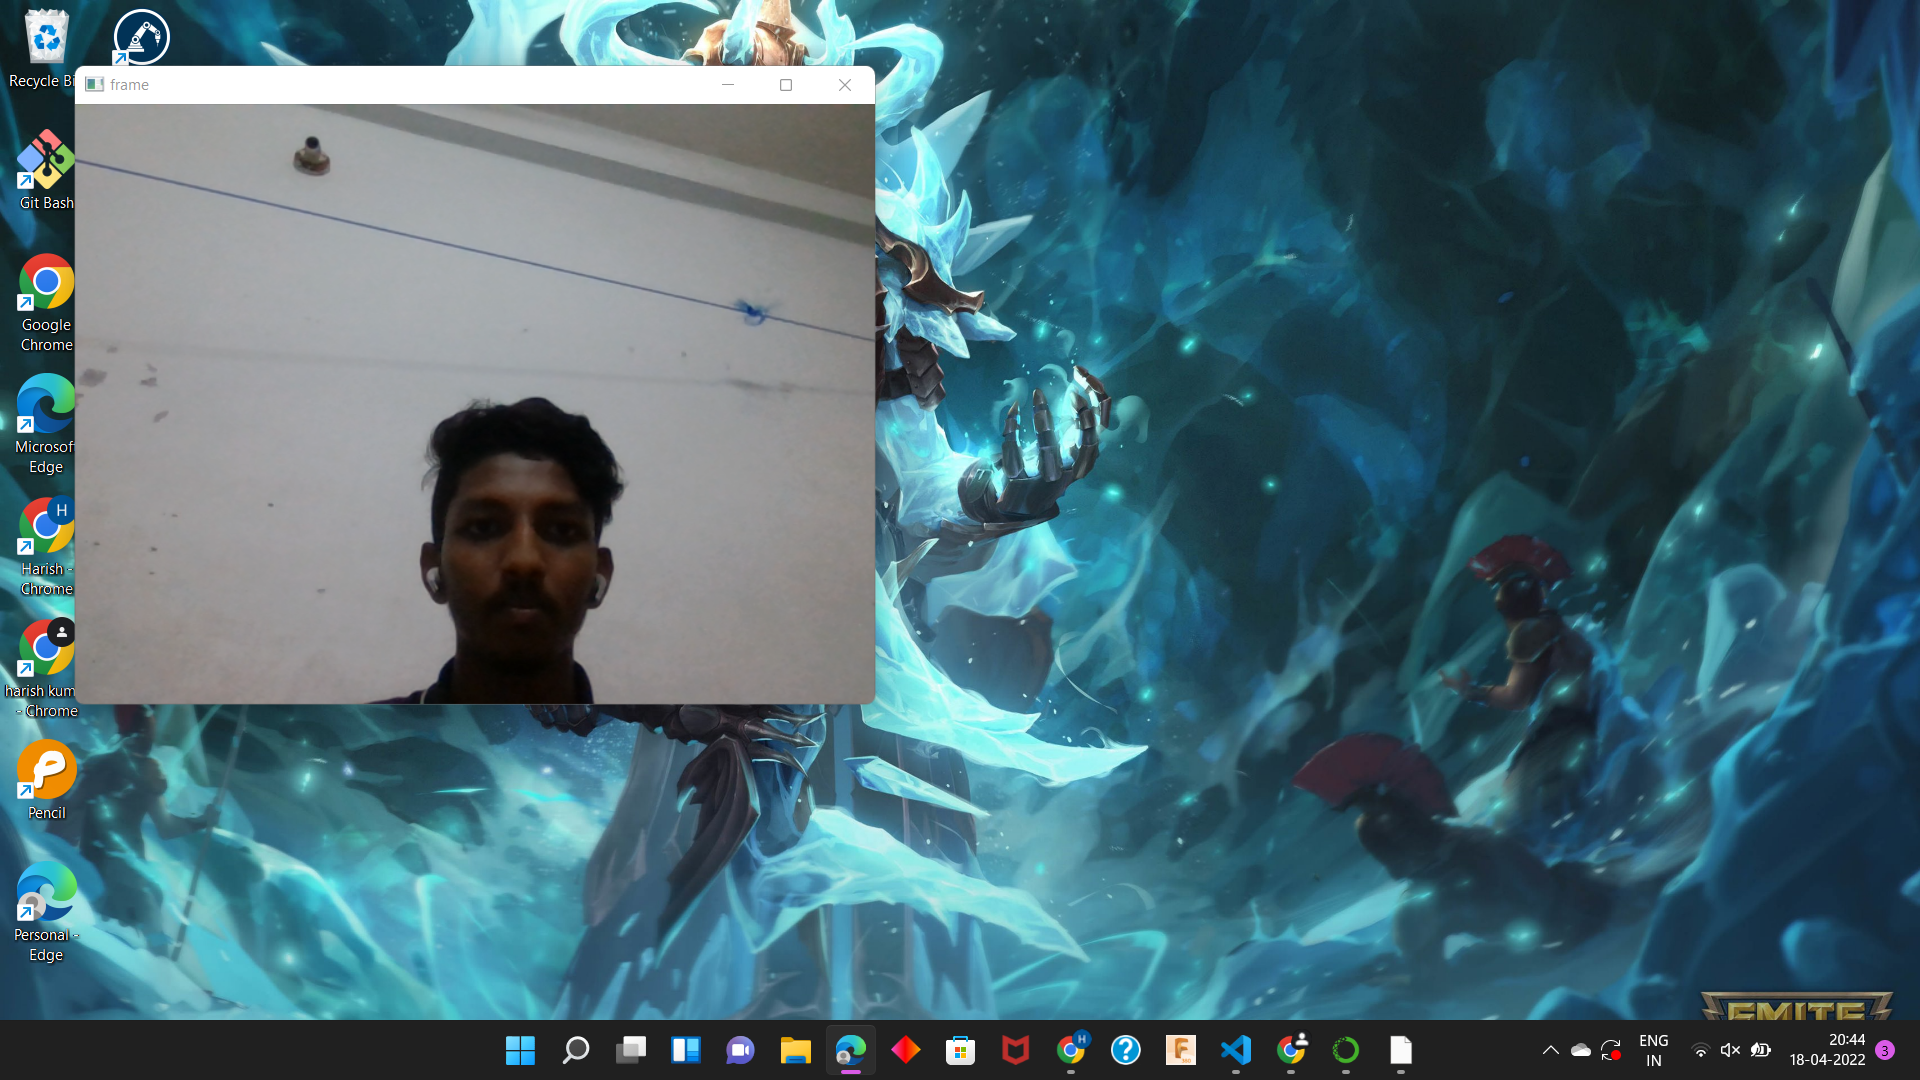 Recycle Bi
frame
Git Bash
Google
Chrome
Microsof
Edge
H
Harish -
Chrome
harish kum
- Chrome
Pencil
Personal -
Edge
SMITE
H
?
F
ENG
IN
20:44
18-04-2022
3